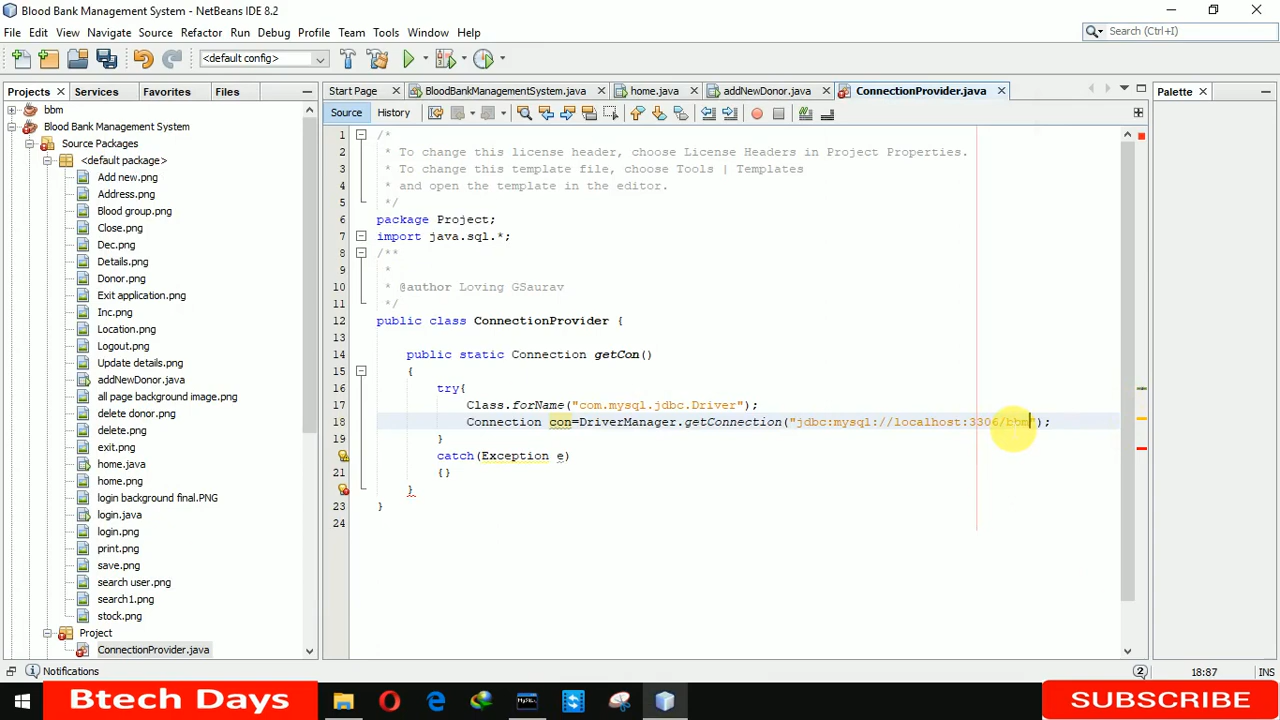 Blood Bank Management System - NetBeans IDE 8.2
File Edit View Navigate Source Refactor Run Debug Profile Team Tools Window Help
Search (Ctrl+I)
<default config>
Projects Services Favorites Files
Start Page BloodBankManagementSystem.java home.java addNewDonor.java ConnectionProvider.java
Palette
Source History
bbm
Blood Bank Management System
Source Packages
<default package>
Add new.png
Address.png
Blood group.png
Close.png
Dec.png
Details.png
Donor.png
Exit application.png
Inc.png
Location.png
Logout.png
Update details.png
addNewDonor.java
all page background image.png
delete donor.png
delete.png
exit.png
home.java
home.png
login background final.PNG
login.java
login.png
print.png
save.png
search user.png
search1.png
stock.png
Project
ConnectionProvider.java
1 /*
2 * To change this license header, choose License Headers in Project Properties.
3 * To change this template file, choose Tools | Templates
4 * and open the template in the editor.
5 */
6 package Project;
7 import java.sql.*;
8 /**
9 *
10 * @author Loving GSaurav
11 */
12 public class ConnectionProvider {
13
14 public static Connection getCon()
15 {
16 try{
17 Class.forName("com.mysql.jdbc.Driver");
18 Connection con=DriverManager.getConnection("jdbc:mysql://localhost:3306/bbm");
19 }
catch(Exception e)
21 {}
}
23 }
24
Notifications
2
18:87
INS
Btech Days
MySQL
SUBSCRIBE